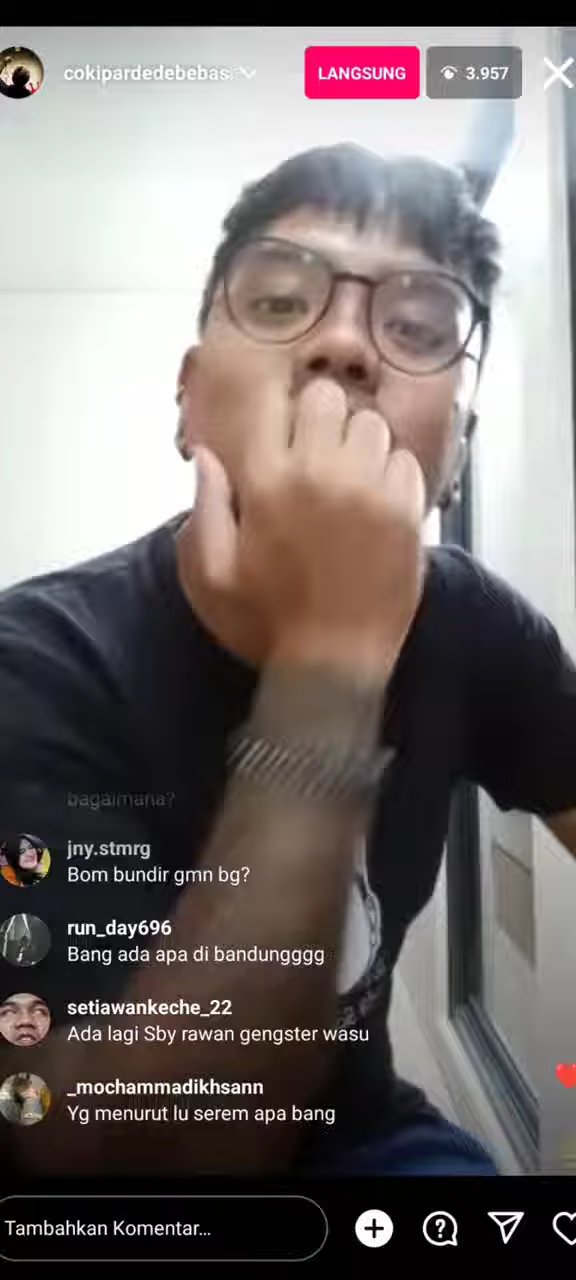 cokipardedebebas
LANGSUNG
3.957
bagaimana?
jny.stmrg
Bom bundir gmn bg?
run_day696
Bang ada apa di bandungggg
setiawankeche_22
Ada lagi Sby rawan gengster wasu
_mochammadikhsann
Yg menurut lu serem apa bang
Tambahkan Komentar...